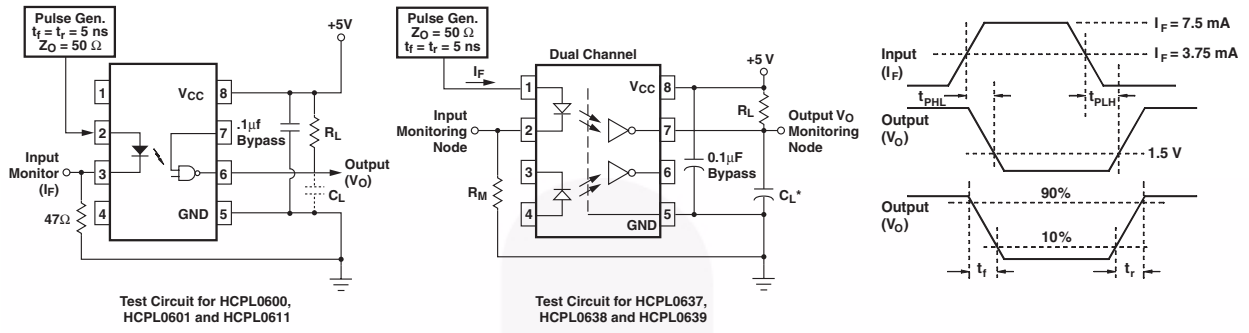 Pulse Gen.
tf = tr = 5 ns
ZO = 50 Ω
+5V
1
VCC
8
2
7
.1μf
Bypass
RL
Input
Monitor
(IF)
3
6
Output
(VO)
CL
47Ω
4
GND
5
Test Circuit for HCPL0600,
HCPL0601 and HCPL0611
Pulse Gen.
ZO = 50 Ω
tf = tr = 5 ns
Dual Channel
IF
+5 V
1
VCC
8
RL
Input
Monitoring
Node
2
7
Output VO
Monitoring
Node
3
6
0.1μF
Bypass
RM
CL*
4
GND
5
Test Circuit for HCPL0637,
HCPL0638 and HCPL0639
IF = 7.5 mA
Input
(IF)
IF = 3.75 mA
tPHL
tPLH
Output
(VO)
1.5 V
90%
Output
(VO)
10%
tf
tr